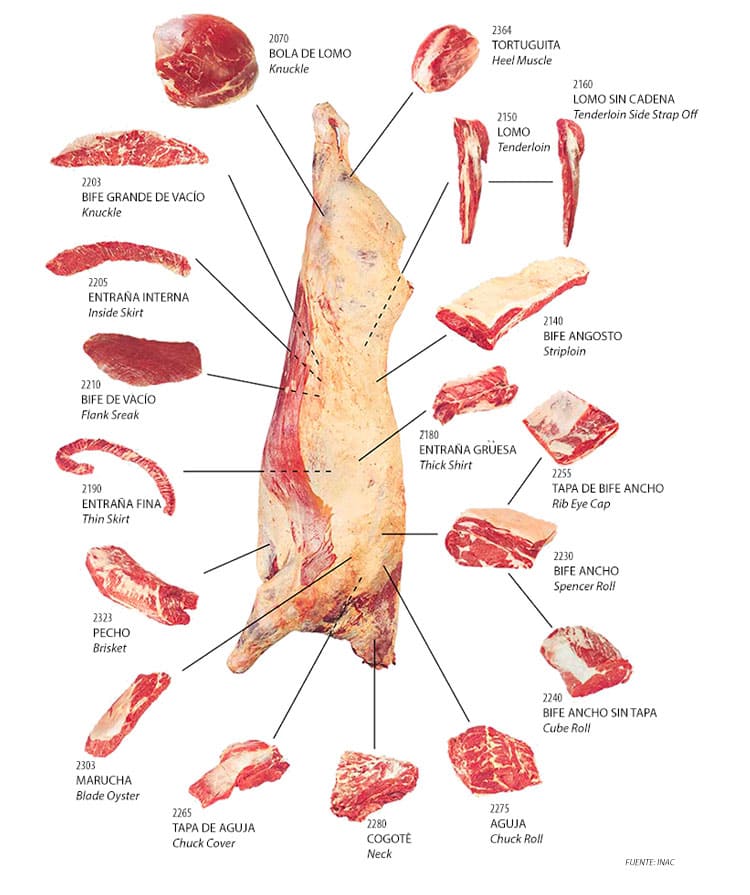 2070
BOLA DE LOMO
Knuckle
2364
TORTUGUITA
Heel Muscle
2160
LOMO SIN CADENA
Tenderloin Side Strap Off
2150
LOMO
Tenderloin
2203
BIFE GRANDE DE VACÍO
Knuckle
2205
ENTRAÑA INTERNA
Inside Skirt
2140
BIFE ANGOSTO
Striploin
2210
BIFE DE VACÍO
Flank Sreak
2180
ENTRAÑA GRÜESA
Thick Shirt
2255
TAPA DE BIFE ANCHO
Rib Eye Cap
2190
ENTRAÑA FINA
Thin Skirt
2230
BIFE ANCHO
Spencer Roll
2323
PECHO
Brisket
2240
BIFE ANCHO SIN TAPA
Cube Roll
2303
MARUCHA
Blade Oyster
2265
TAPA DE AGUJA
Chuck Cover
2280
COGOTÊ
Neck
2275
AGUJA
Chuck Roll
FUENTE: INAC